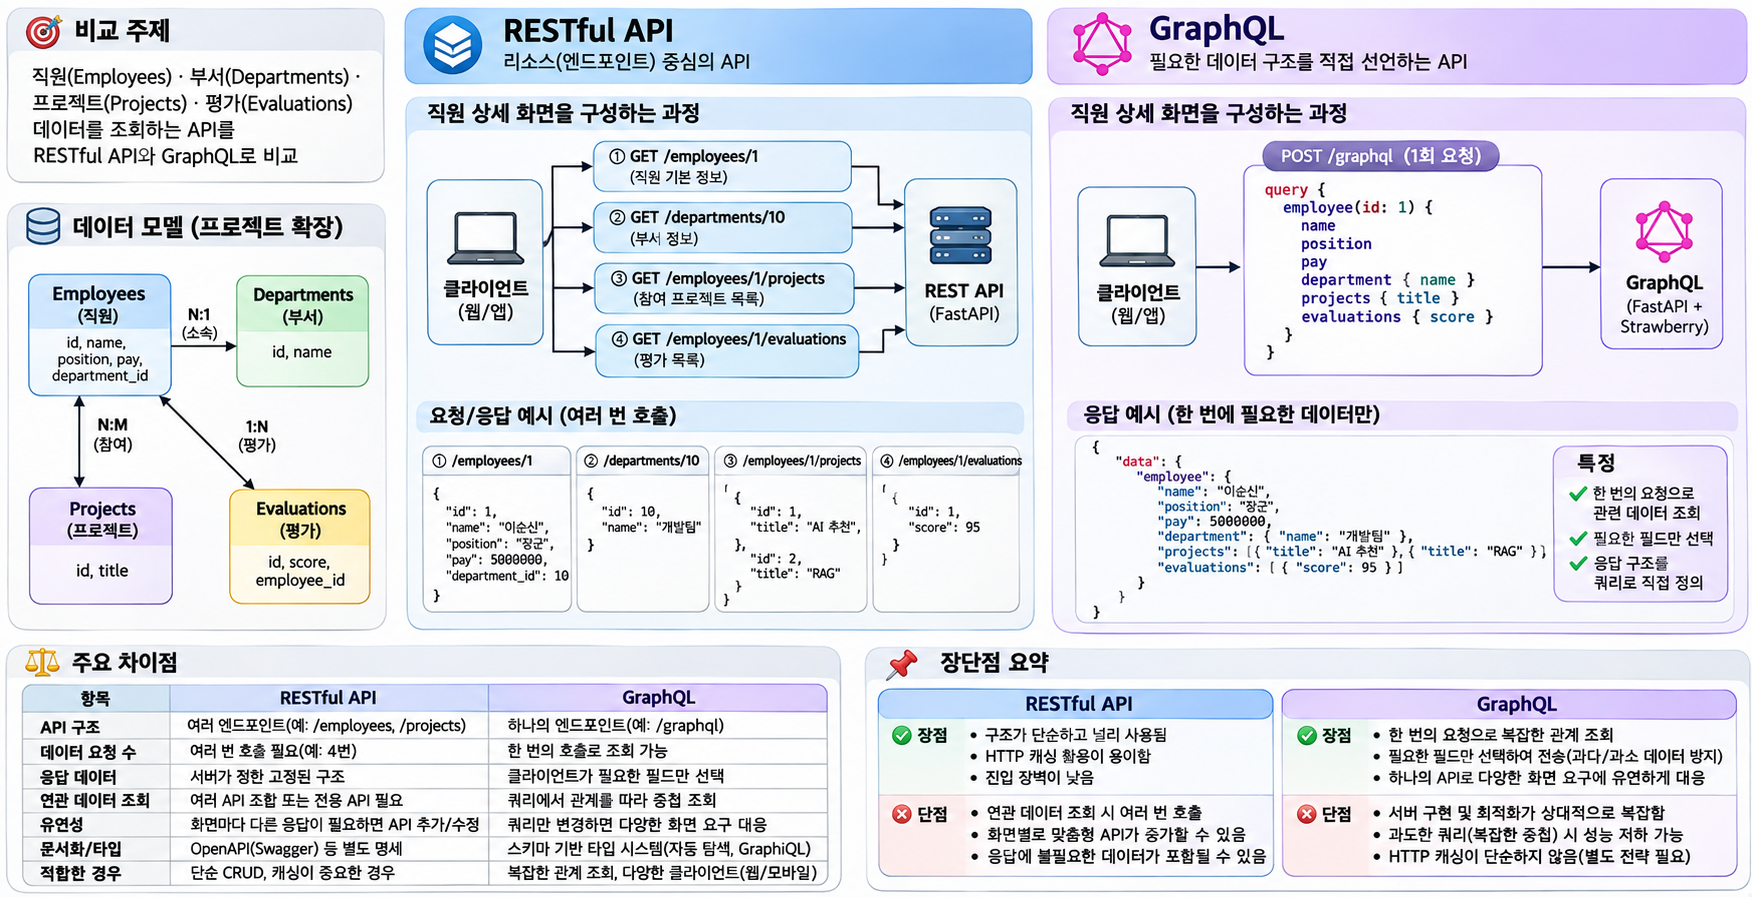 비교 주제
직원(Employees) · 부서(Departments) ·
프로젝트(Projects) · 평가(Evaluations)
데이터를 조회하는 API를
RESTful API와 GraphQL로 비교
데이터 모델 (프로젝트 확장)
Employees
(직원)
id, name,
position, pay,
department_id
N:1
(소속)
Departments
(부서)
id, name
N:M
(참여)
1:N
(평가)
Projects
(프로젝트)
id, title
Evaluations
(평가)
id, score,
employee_id
RESTful API
리소스(엔드포인트) 중심의 API
직원 상세 화면을 구성하는 과정
클라이언트
(웹/앱)
① GET /employees/1
(직원 기본 정보)
② GET /departments/10
(부서 정보)
③ GET /employees/1/projects
(참여 프로젝트 목록)
④ GET /employees/1/evaluations
(평가 목록)
REST API
(FastAPI)
요청/응답 예시 (여러 번 호출)
① /employees/1
{
"id": 1,
"name": "이순신",
"position": "장군",
"pay": 5000000,
"department_id": 10
}
② /departments/10
{
"id": 10,
"name": "개발팀"
}
③ /employees/1/projects
[
{
"id": 1,
"title": "AI 추천",
},
"id": 2,
"title": "RAG"
}
}
④ /employees/1/evaluations
[
{
"id": 1,
"score": 95
}
]
GraphQL
필요한 데이터 구조를 직접 선언하는 API
직원 상세 화면을 구성하는 과정
클라이언트
(웹/앱)
POST /graphql (1회 요청)
query {
employee(id: 1) {
name
position
pay
department { name }
projects { title }
evaluations { score }
}
}
GraphQL
(FastAPI +
Strawberry)
응답 예시 (한 번에 필요한 데이터만)
{
"data": {
"employee": {
"name": "이순신",
"position": "장군",
"pay": 5000000,
"department": { "name": "개발팀" },
"projects": [{ "title": "AI 추천" }, { "title": "RAG" } ],
"evaluations": [ { "score": 95 } ]
}
}
}
특정
한 번의 요청으로
관련 데이터 조회
필요한 필드만 선택
응답 구조를
쿼리로 직접 정의
주요 차이점
항목 RESTful API GraphQL
API 구조 여러 엔드포인트(예: /employees, /projects) 하나의 엔드포인트(예: /graphql)
데이터 요청 수 여러 번 호출 필요(예: 4번) 한 번의 호출로 조회 가능
응답 데이터 서버가 정한 고정된 구조 클라이언트가 필요한 필드만 선택
연관 데이터 조회 여러 API 조합 또는 전용 API 필요 쿼리에서 관계를 따라 중첩 조회
유연성 화면마다 다른 응답이 필요하면 API 추가/수정 쿼리만 변경하면 다양한 화면 요구 대응
문서화/타입 OpenAPI(Swagger) 등 별도 명세 스키마 기반 타입 시스템(자동 탐색, GraphiQL)
적합한 경우 단순 CRUD, 캐싱이 중요한 경우 복잡한 관계 조회, 다양한 클라이언트(웹/모바일)
장단점 요약
RESTful API
장점
• 구조가 단순하고 널리 사용됨
• HTTP 캐싱 활용이 용이함
• 진입 장벽이 낮음
단점
• 연관 데이터 조회 시 여러 번 호출
• 화면별로 맞춤형 API가 증가할 수 있음
• 응답에 불필요한 데이터가 포함될 수 있음
GraphQL
장점
• 한 번의 요청으로 복잡한 관계 조회
• 필요한 필드만 선택하여 전송(과다/과소 데이터 방지)
• 하나의 API로 다양한 화면 요구에 유연하게 대응
단점
• 서버 구현 및 최적화가 상대적으로 복잡함
• 과도한 쿼리(복잡한 중첩) 시 성능 저하 가능
• HTTP 캐싱이 단순하지 않음(별도 전략 필요)